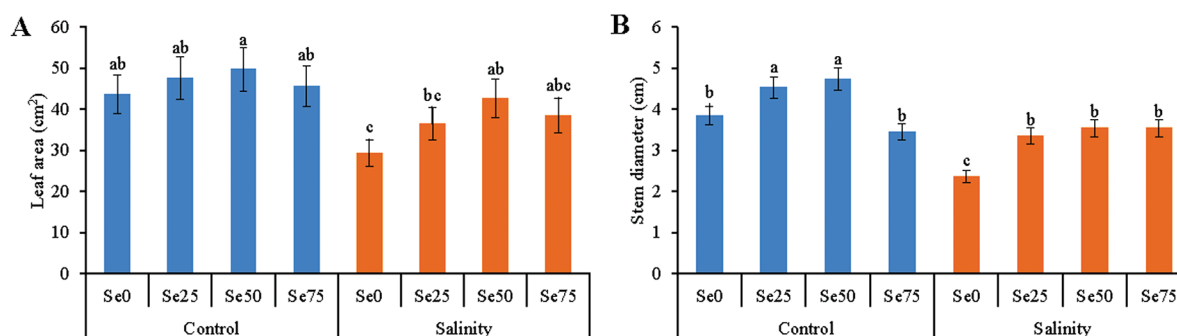 A
Leaf area (cm²)
60
50
40
30
20
10
0
ab
ab
a
ab
c
bc
ab
abc
Se0 Se25 Se50 Se75 Se0 Se25 Se50 Se75
Control Salinity
B
Stem diameter (cm)
6
5
4
3
2
1
0
b
a
a
b
c
b
b
b
Se0 Se25 Se50 Se75 Se0 Se25 Se50 Se75
Control Salinity